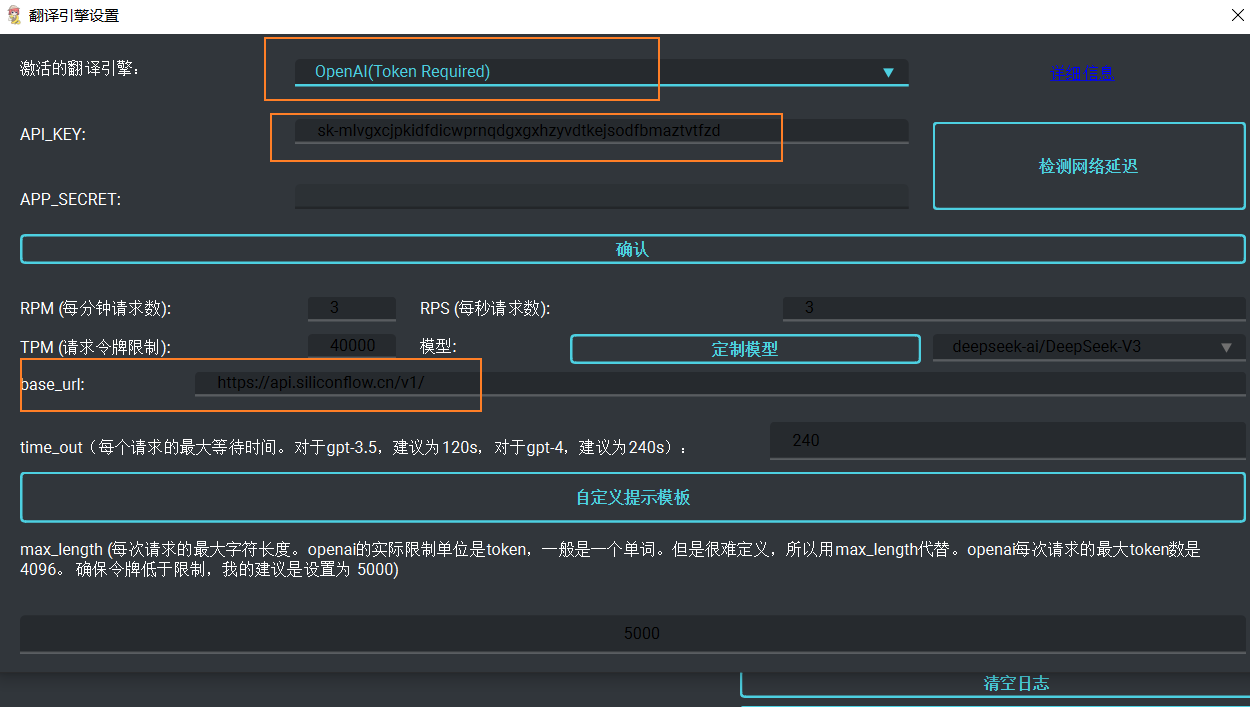 翻译引擎设置
激活的翻译引擎：
OpenAI(Token Required)
详细信息
API_KEY:
sk-mlvgxcjpkidfdicwprnqdgxgxhzyvdtkejsodfbmaztvtfzd
检测网络延迟
APP_SECRET:
确认
RPM (每分钟请求数):
3
RPS (每秒请求数):
3
TPM (请求令牌限制):
40000
模型:
定制模型
deepseek-ai/DeepSeek-V3
base_url:
https://api.siliconflow.cn/v1/
time_out（每个请求的最大等待时间。对于gpt-3.5，建议为120s，对于gpt-4，建议为240s）：
240
自定义提示模板
max_length (每次请求的最大字符长度。openai的实际限制单位是token，一般是一个单词。但是很难定义，所以用max_length代替。openai每次请求的最大token数是
4096。 确保令牌低于限制，我的建议是设置为 5000)
5000
清空日志